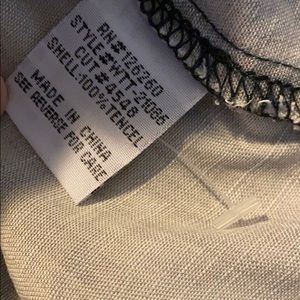 RN#126260
STYLE#WTT-21086
CUT#4548
SHELL:100%TENCEL
MADE IN CHINA
SEE REVERSE FOR CARE